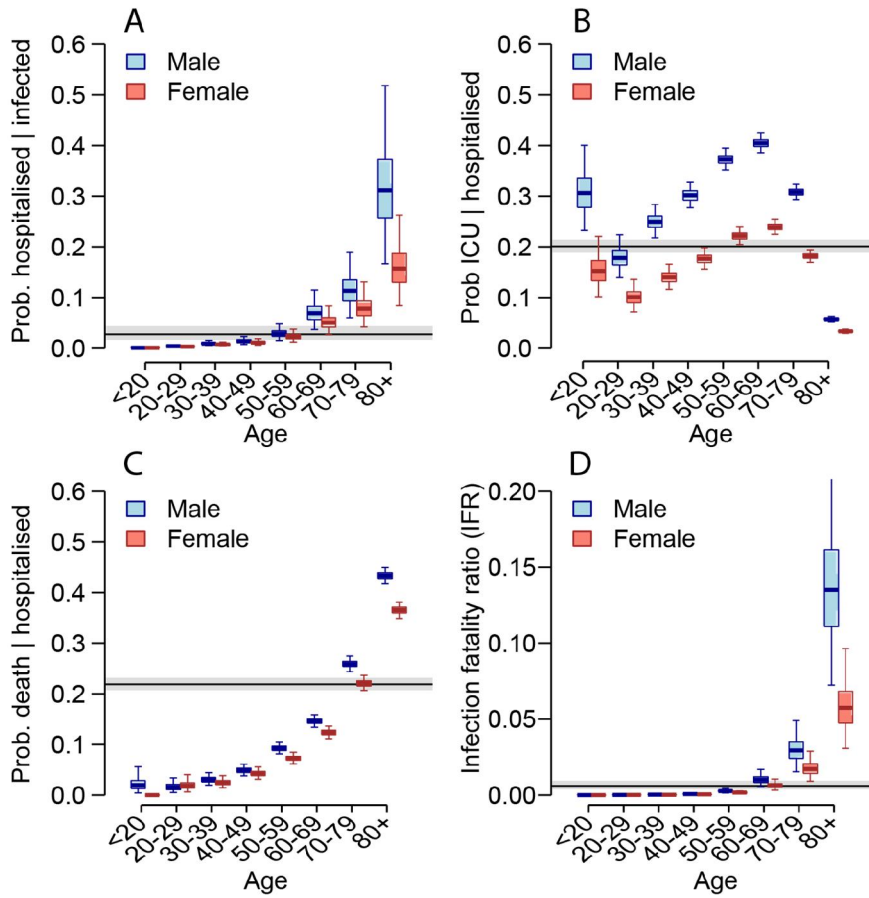 A
Prob. hospitalised | infected
0.6
0.5
0.4
0.3
0.2
0.1
0.0
Male
Female
<20
20-29
30-39
40-49
50-59
60-69
70-79
80+
Age
B
Prob ICU | hospitalised
0.6
0.5
0.4
0.3
0.2
0.1
0.0
Male
Female
<20
20-29
30-39
40-49
50-59
60-69
70-79
80+
Age
C
Prob. death | hospitalised
0.6
0.5
0.4
0.3
0.2
0.1
0.0
Male
Female
<20
20-29
30-39
40-49
50-59
60-69
70-79
80+
Age
D
Infection fatality ratio (IFR)
0.20
0.15
0.10
0.05
0.00
Male
Female
<20
20-29
30-39
40-49
50-59
60-69
70-79
80+
Age